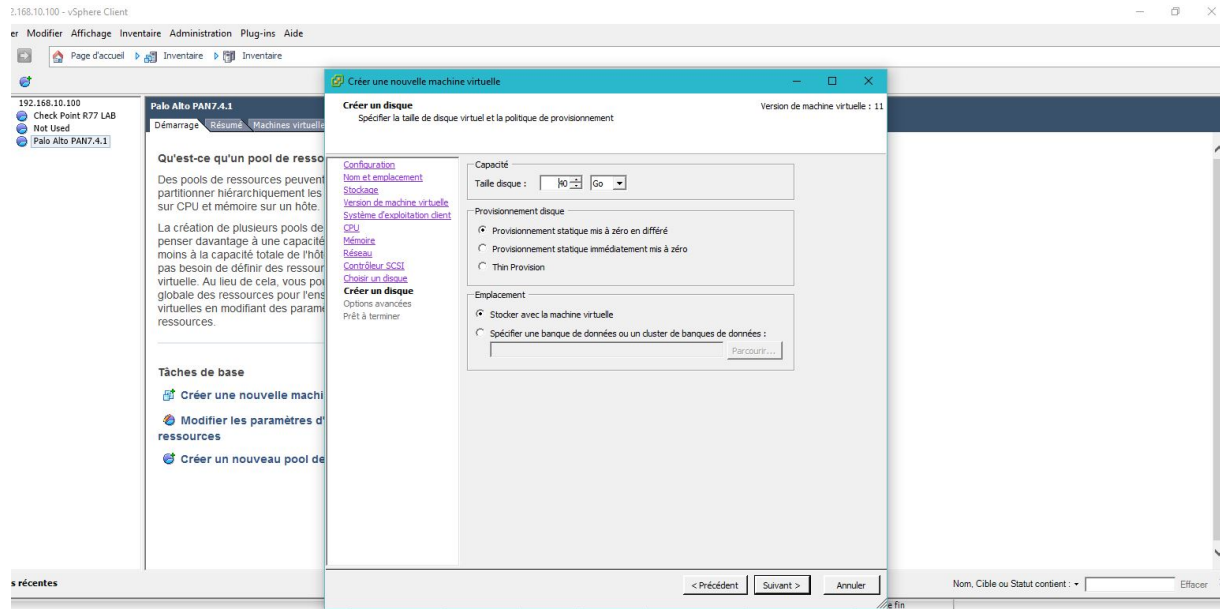 2.168.10.100 - vSphere Client
er Modifier Affichage Inventaire Administration Plug-ins Aide
Page d'accueil Inventaire Inventaire
192.168.10.100
Check Point R77 LAB
Not Used
Palo Alto PAN7.4.1
Palo Alto PAN7.4.1
Démarrage Résumé Machines virtuelle
Qu'est-ce qu'un pool de resso
Des pools de ressources peuvent
partitionner hiérarchiquement les
sur CPU et mémoire sur un hôte.
La création de plusieurs pools de
penser davantage à une capacité
moins à la capacité totale de l'hôt
pas besoin de définir des ressour
virtuelle. Au lieu de cela, vous pou
globale des ressources pour l'ens
virtuelles en modifiant des paramè
ressources.
Tâches de base
Créer une nouvelle machi
Modifier les paramètres d'
ressources
Créer un nouveau pool de
Créer une nouvelle machine virtuelle
Créer un disque
Spécifier la taille de disque virtuel et la politique de provisionnement
Version de machine virtuelle : 11
Configuration
Nom et emplacement
Stockage
Version de machine virtuelle
Système d'exploitation client
CPU
Mémoire
Réseau
Contrôleur SCSI
Choisir un disque
Créer un disque
Options avancées
Prêt à terminer
Capacité
Taille disque : 40 Go
Provisionnement disque
Provisionnement statique mis à zéro en différé
Provisionnement statique immédiatement mis à zéro
Thin Provision
Emplacement
Stocker avec la machine virtuelle
Spécifier une banque de données ou un cluster de banques de données :
Parcourir...
< Précédent Suivant > Annuler
s récentes
Nom, Cible ou Statut contient : Effacer
e fin